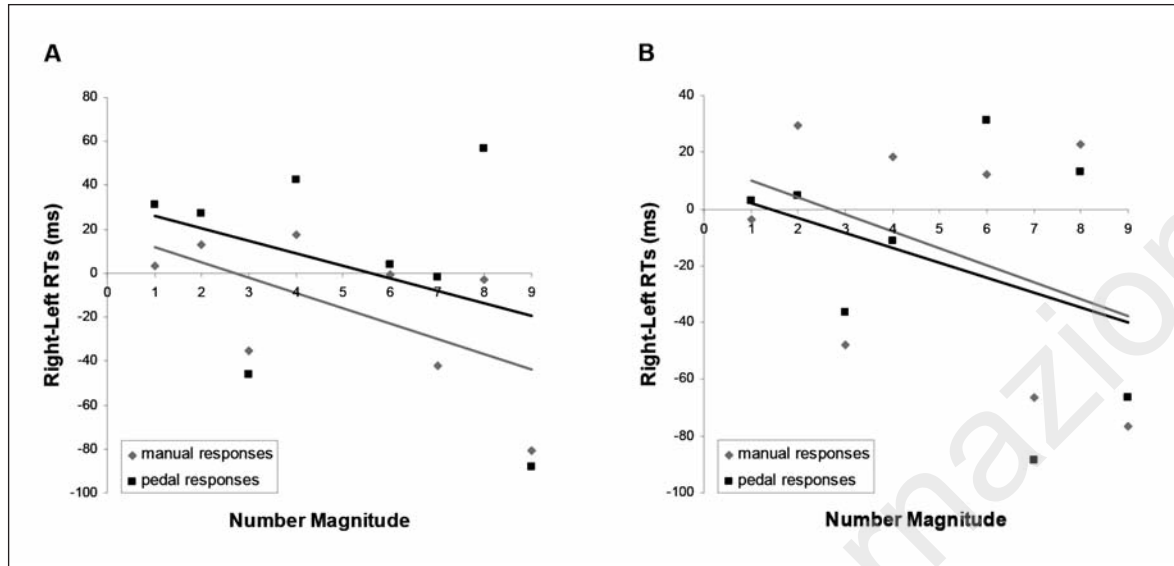 A
80
60
40
20
0
-20
-40
-60
-80
-100
0 1 2 3 4 5 6 7 8 9
Right-Left RTs (ms)
Number Magnitude
manual responses
pedal responses
B
40
20
0
-20
-40
-60
-80
-100
0 1 2 3 4 5 6 7 8 9
Right-Left RTs (ms)
Number Magnitude
manual responses
pedal responses
mazion